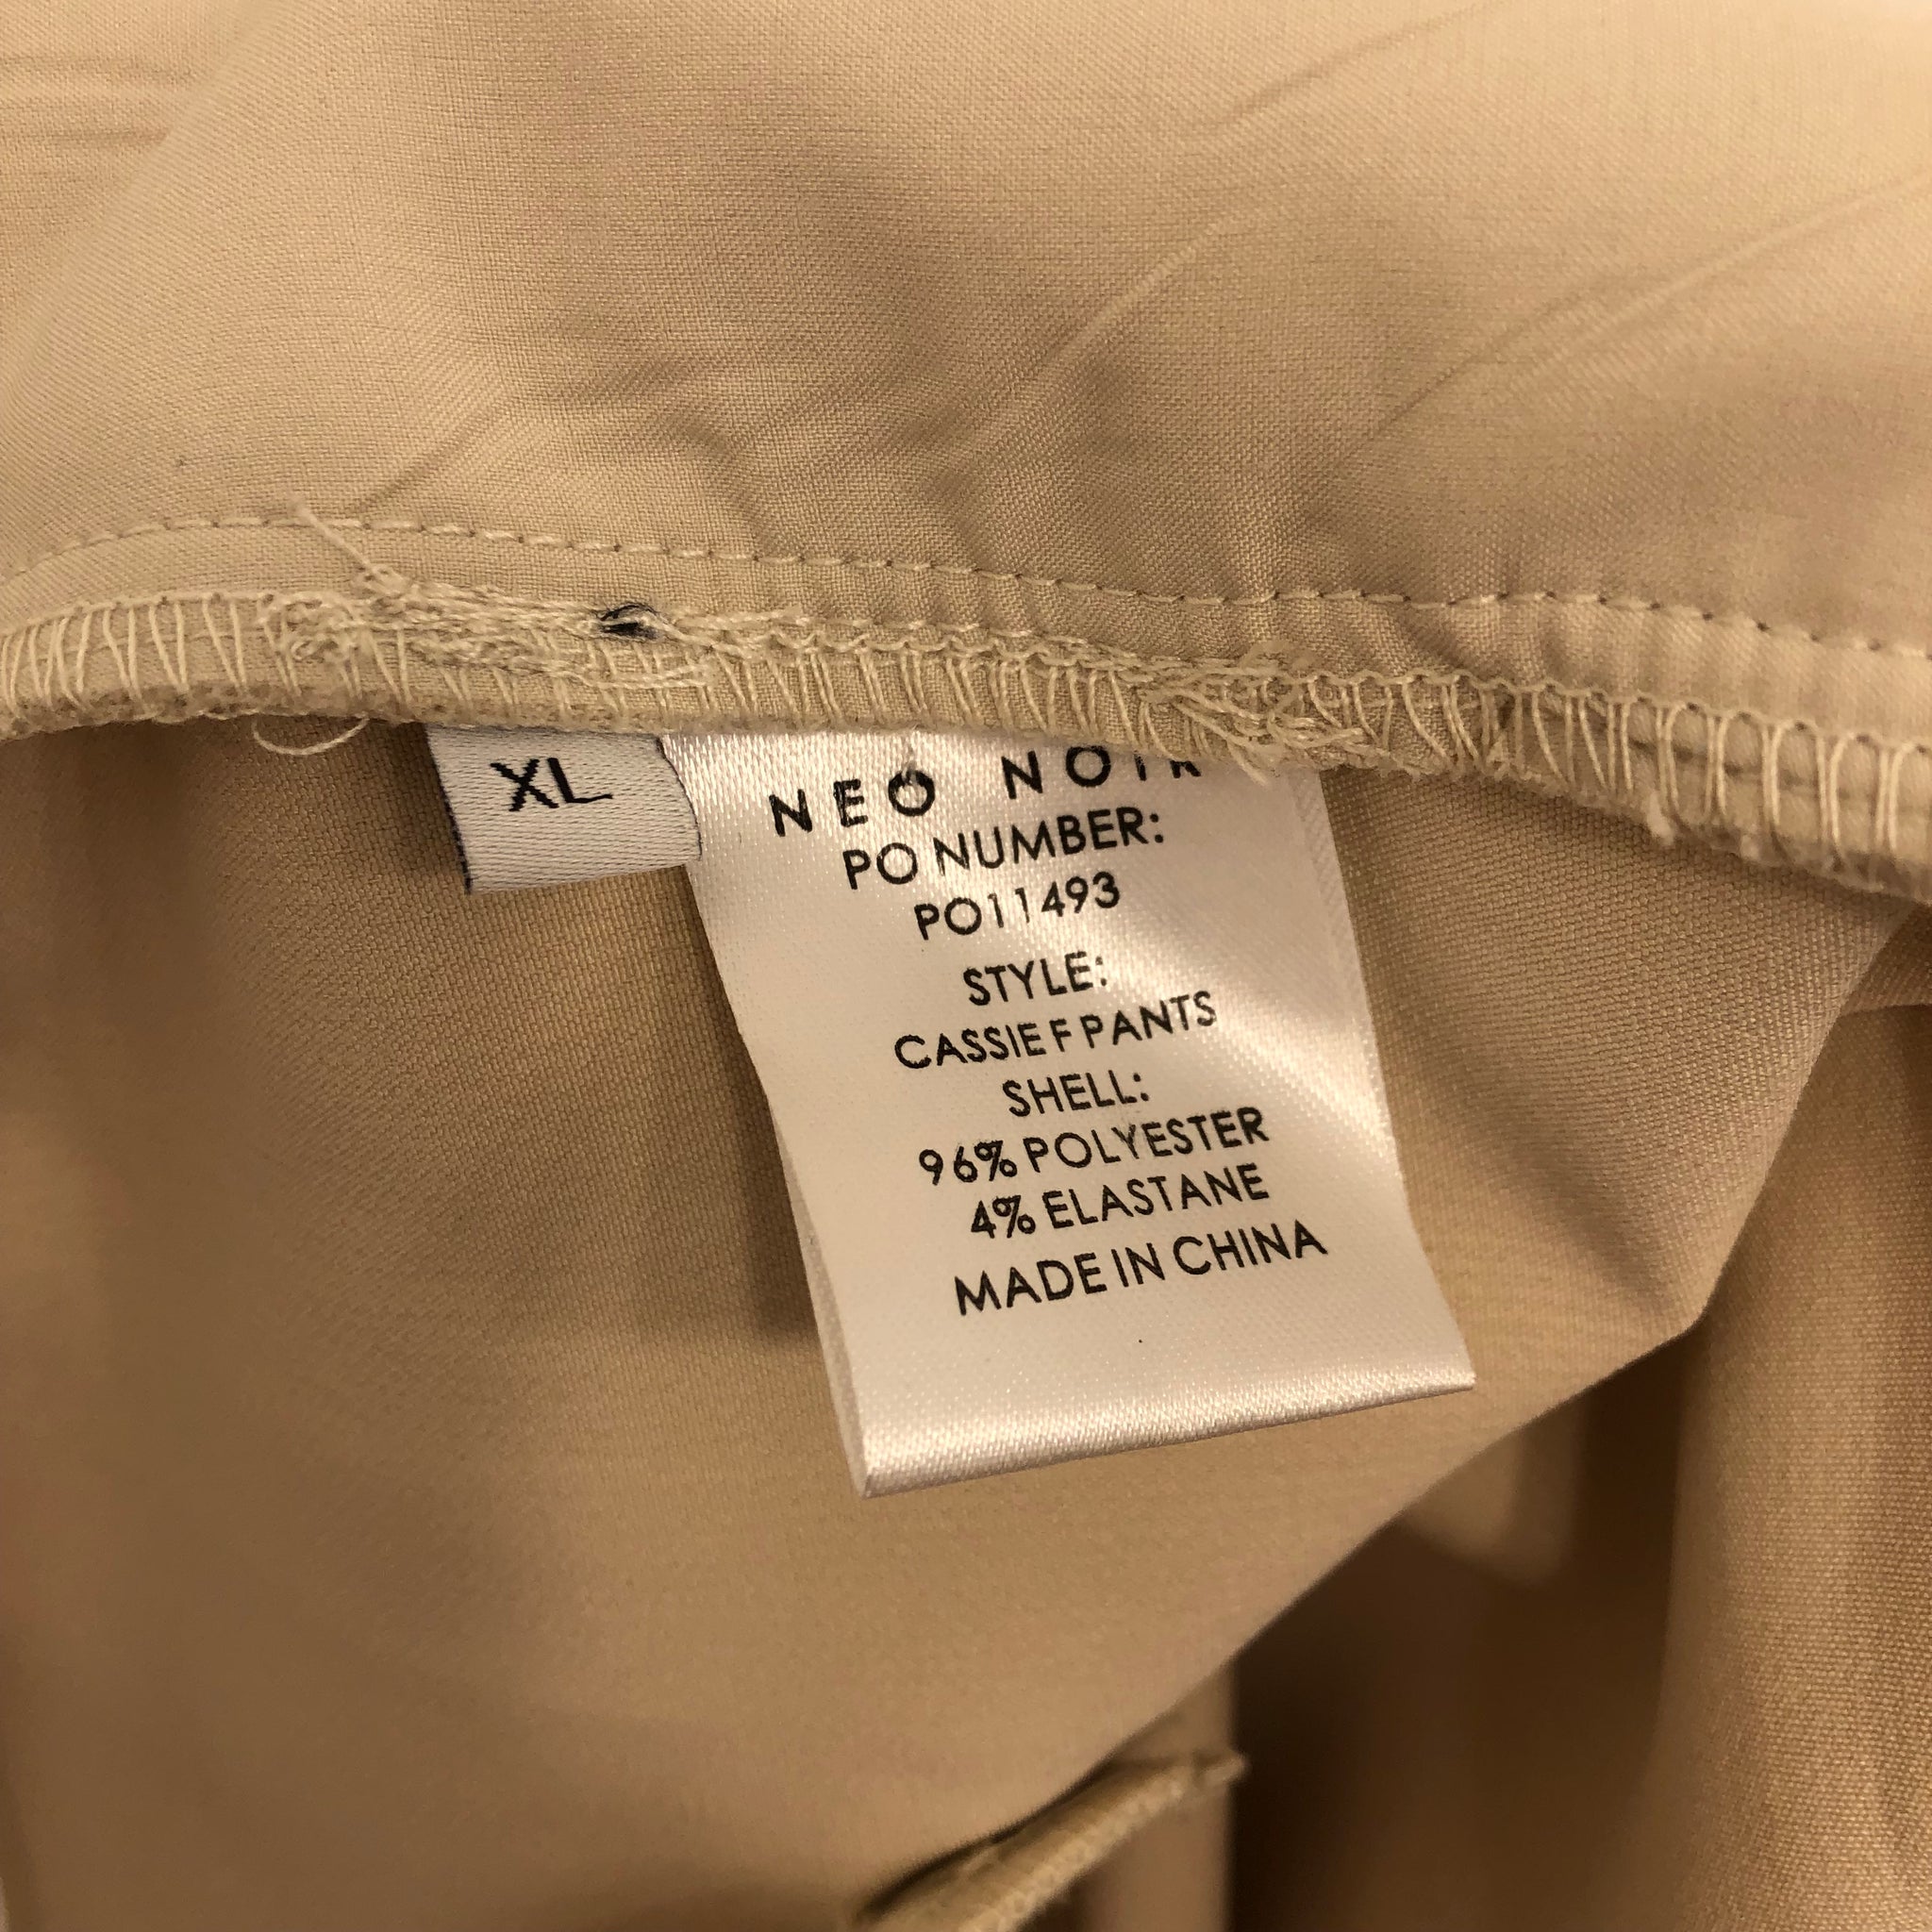 XL
NEO NOIR
PO NUMBER:
PO11493
STYLE:
CASSIE F PANTS
SHELL:
96% POLYESTER
4% ELASTANE
MADE IN CHINA